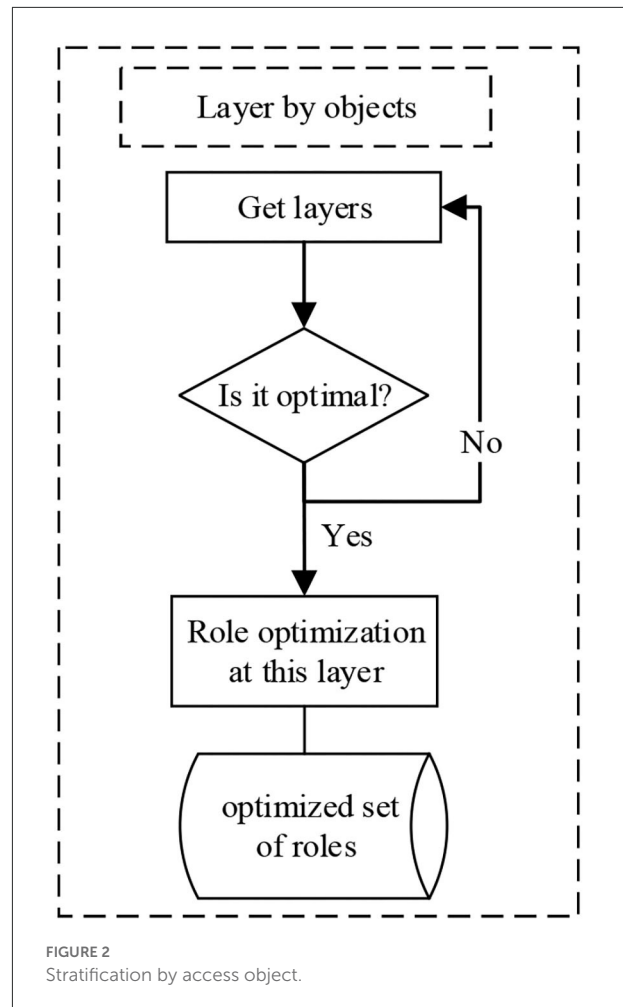 Layer by objects
Get layers
Is it optimal?
No
Yes
Role optimization
at this layer
optimized set
of roles
FIGURE 2
Stratification by access object.